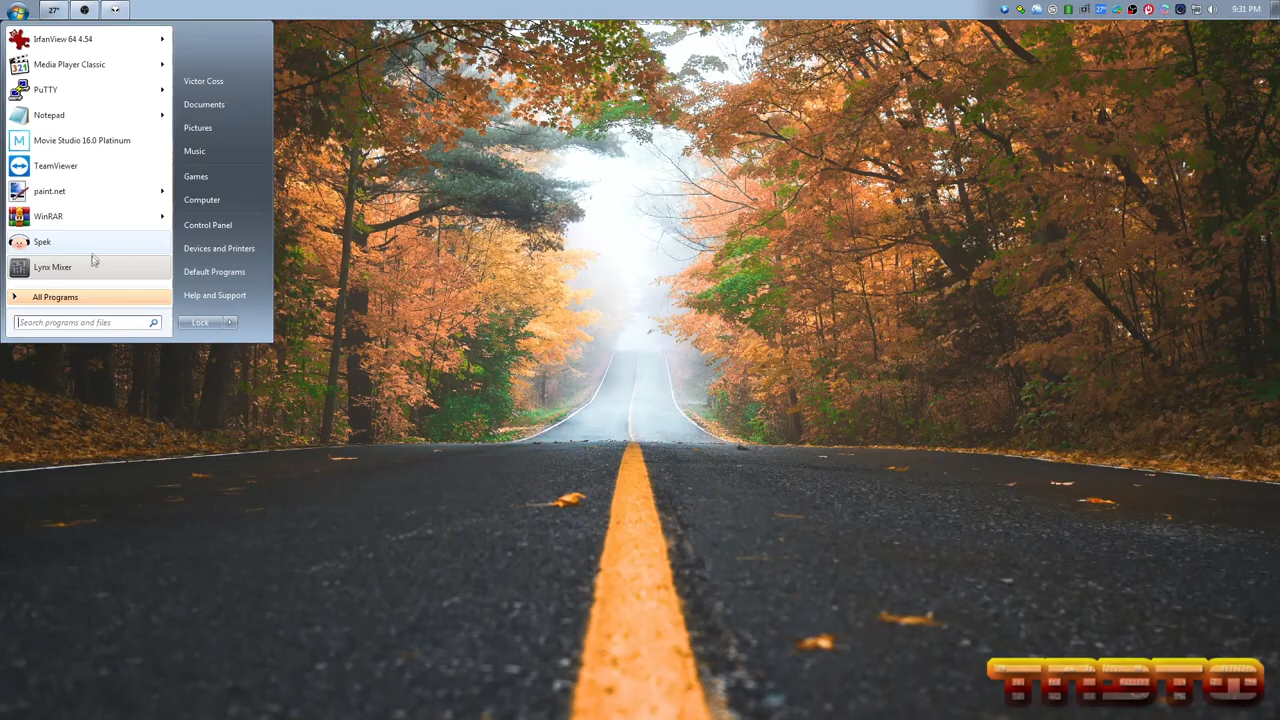 27°
27°
9:31 PM
IrfanView 64 4.54
Media Player Classic
PuTTY
Notepad
Movie Studio 16.0 Platinum
TeamViewer
paint.net
WinRAR
Spek
Lynx Mixer
All Programs
Search programs and files
Victor Coss
Documents
Pictures
Music
Games
Computer
Control Panel
Devices and Printers
Default Programs
Help and Support
Lock